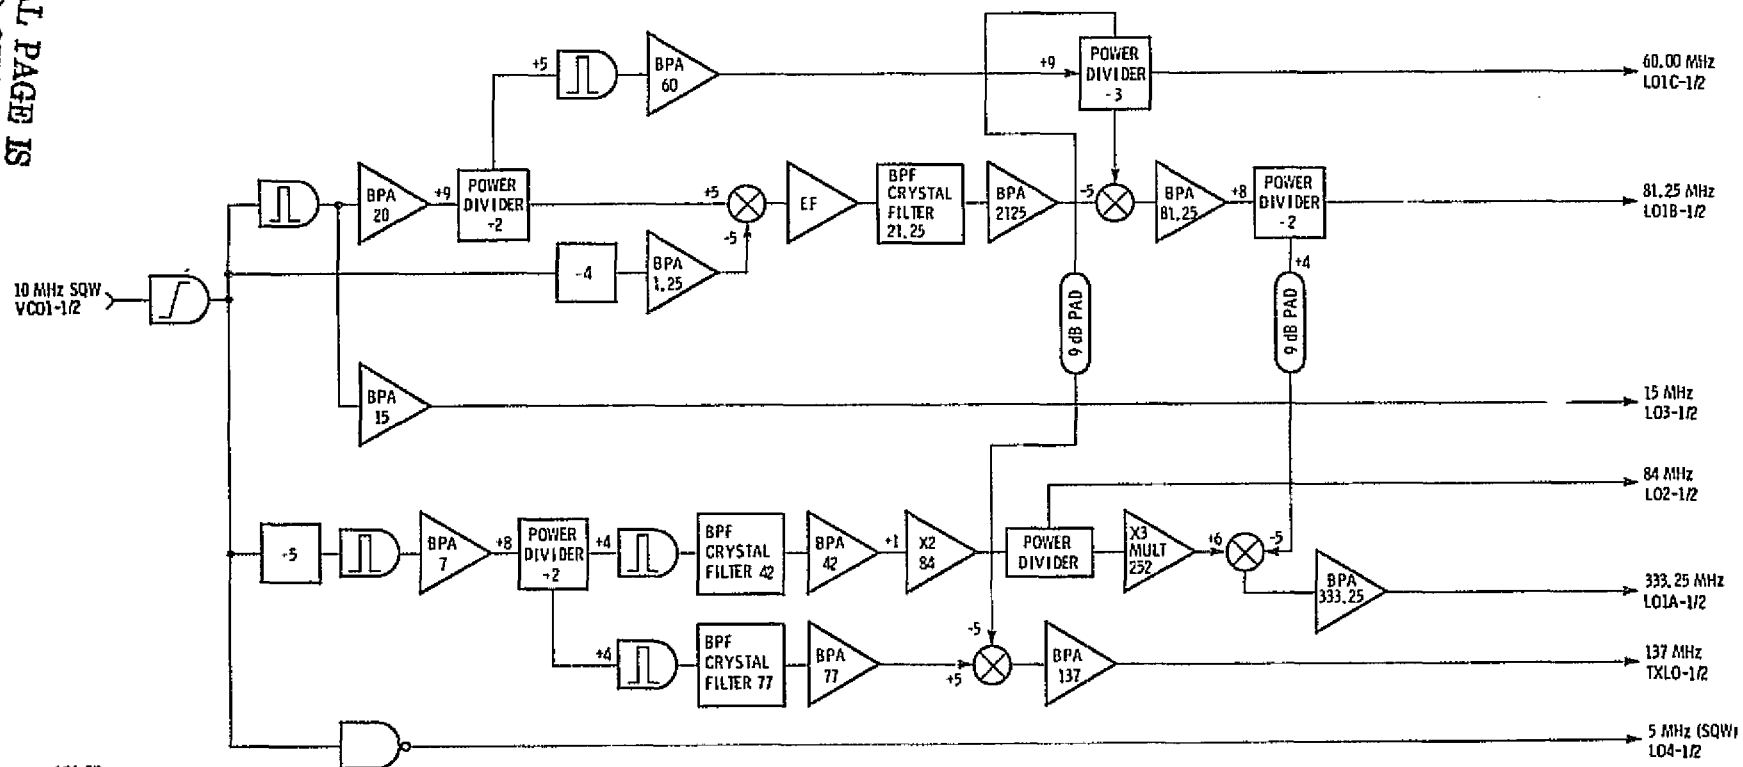 AL PAGE IS
10 MHz SQW
VCO1-1/2
+5
BPA
60
+9
POWER
DIVIDER
-3
60.00 MHz
LO1C-1/2
BPA
20
+9
POWER
DIVIDER
÷2
+5
-5
EF
BPF
CRYSTAL
FILTER
21.25
BPA
2125
-5
BPA
81.25
+8
POWER
DIVIDER
-2
81.25 MHz
LO1B-1/2
+4
-4
BPA
1.25
9 dB PAD
9 dB PAD
BPA
15
15 MHz
LO3-1/2
84 MHz
LO2-1/2
÷5
BPA
7
+8
POWER
DIVIDER
÷2
+4
BPF
CRYSTAL
FILTER 42
BPA
42
+1
X2
84
POWER
DIVIDER
X3
MULT
252
+6
-5
BPA
333.25
333.25 MHz
LO1A-1/2
+4
BPF
CRYSTAL
FILTER 77
BPA
77
+5
-5
BPA
137
137 MHz
TXLO-1/2
5 MHz (SQW)
LO4-1/2